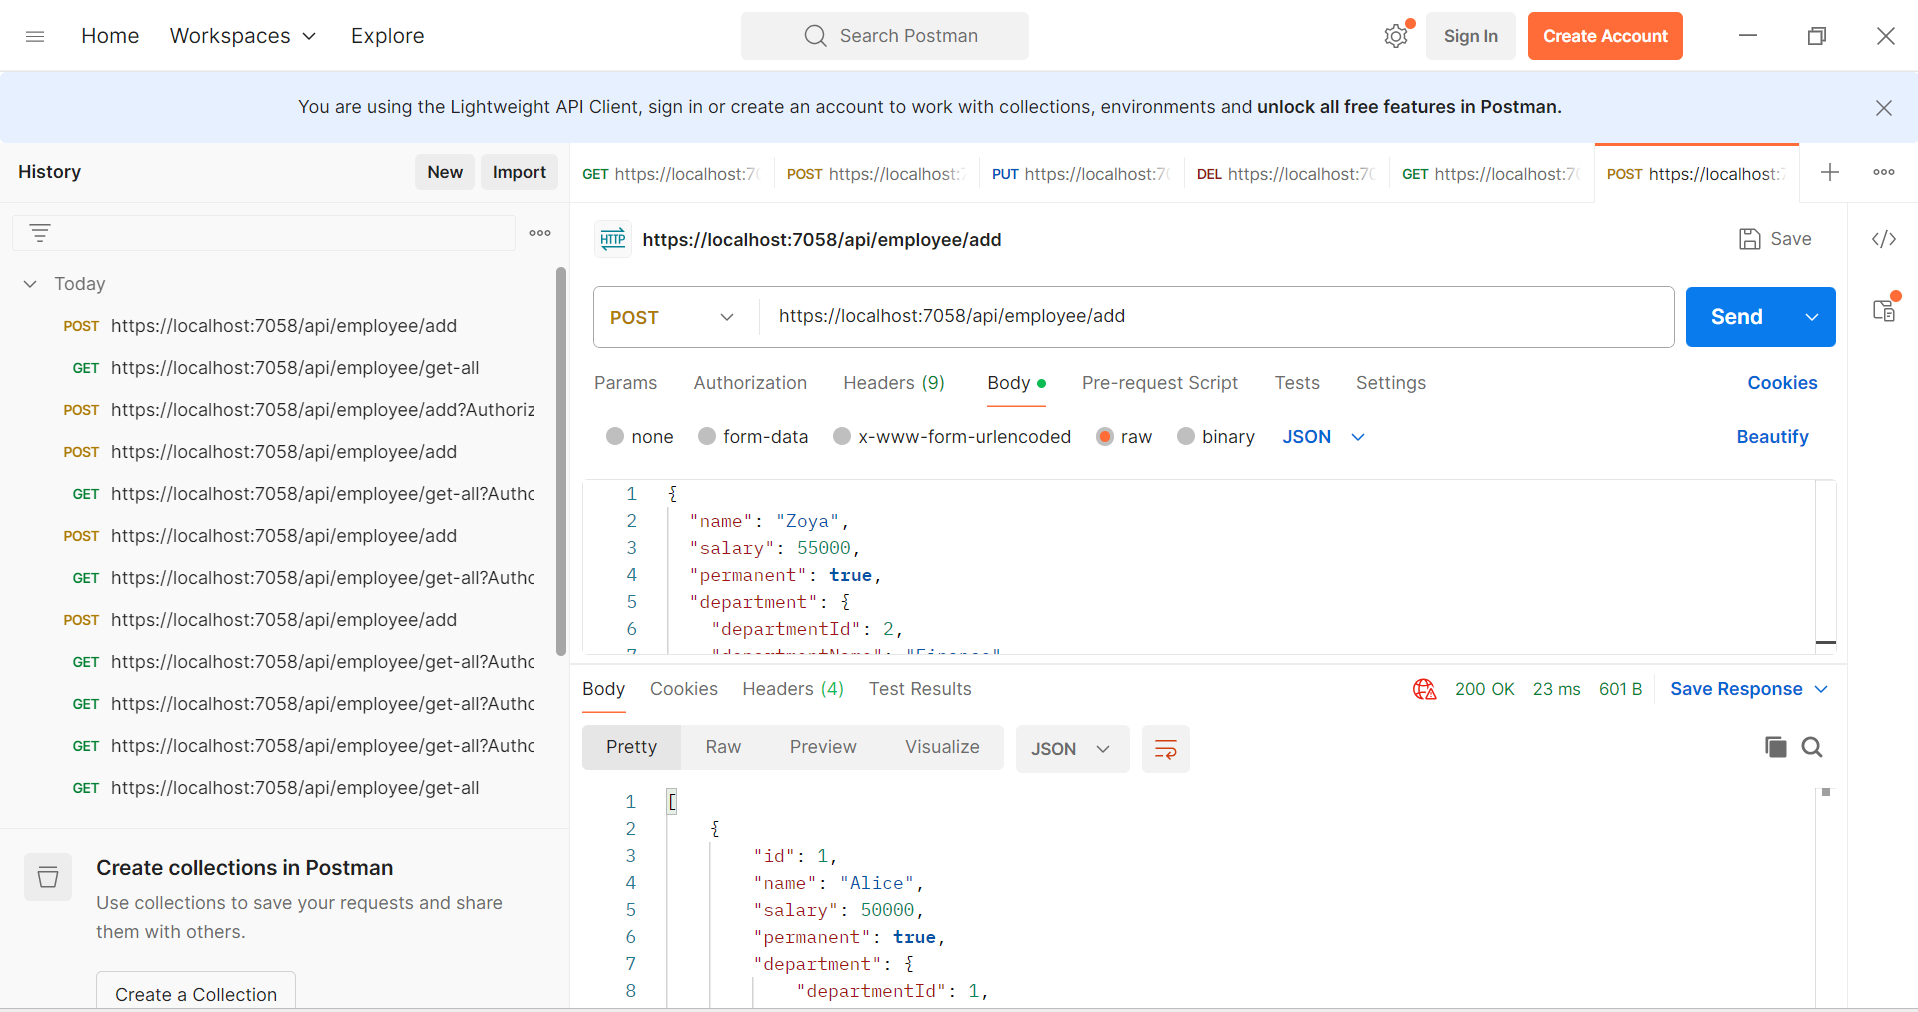 Home Workspaces Explore Search Postman Sign In Create Account
You are using the Lightweight API Client, sign in or create an account to work with collections, environments and unlock all free features in Postman.
History New Import
GET https://localhost:70 POST https://localhost:7 PUT https://localhost:70 DEL https://localhost:70 GET https://localhost:70 POST https://localhost:7
HTTP https://localhost:7058/api/employee/add Save
Today
POST https://localhost:7058/api/employee/add
GET https://localhost:7058/api/employee/get-all
POST https://localhost:7058/api/employee/add?Authoriz
POST https://localhost:7058/api/employee/add
GET https://localhost:7058/api/employee/get-all?Autho
POST https://localhost:7058/api/employee/add
GET https://localhost:7058/api/employee/get-all?Autho
POST https://localhost:7058/api/employee/add
GET https://localhost:7058/api/employee/get-all?Autho
GET https://localhost:7058/api/employee/get-all?Autho
GET https://localhost:7058/api/employee/get-all?Autho
GET https://localhost:7058/api/employee/get-all
Create collections in Postman
Use collections to save your requests and share
them with others.
Create a Collection
POST https://localhost:7058/api/employee/add Send
Params Authorization Headers (9) Body Pre-request Script Tests Settings Cookies
none form-data x-www-form-urlencoded raw binary JSON Beautify
1 {
2 "name": "Zoya",
3 "salary": 55000,
4 "permanent": true,
5 "department": {
6 "departmentId": 2,
7 "departmentName": "Finance"
Body Cookies Headers (4) Test Results 200 OK 23 ms 601 B Save Response
Pretty Raw Preview Visualize JSON
1 [
2 {
3 "id": 1,
4 "name": "Alice",
5 "salary": 50000,
6 "permanent": true,
7 "department": {
8 "departmentId": 1,